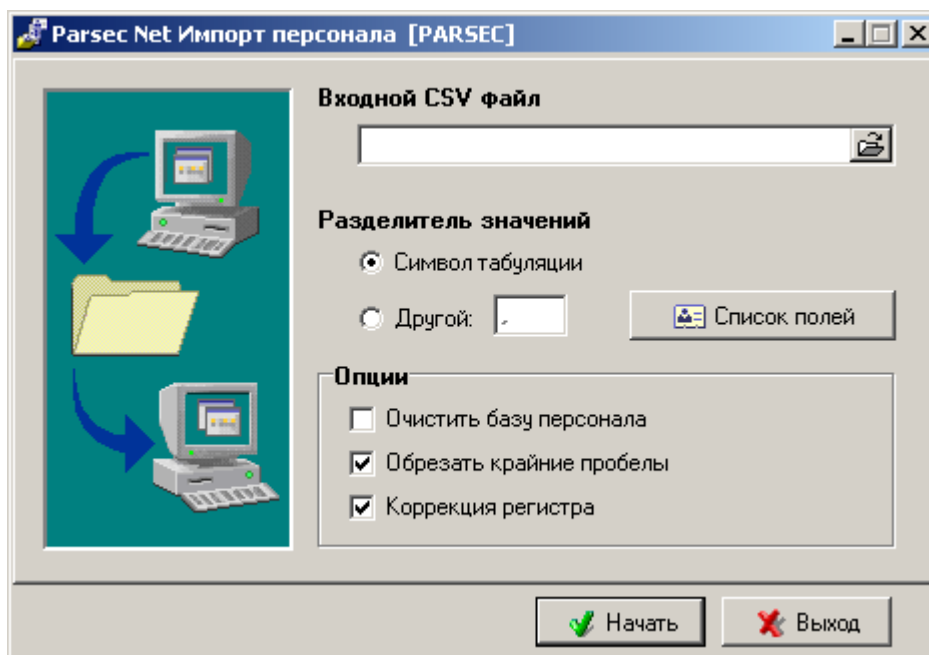 Parsec Net Импорт персонала [PARSEC]
Входной CSV файл
Разделитель значений
Символ табуляции
Другой: ,
Список полей
Опции
Очистить базу персонала
Обрезать крайние пробелы
Коррекция регистра
Начать
Выход